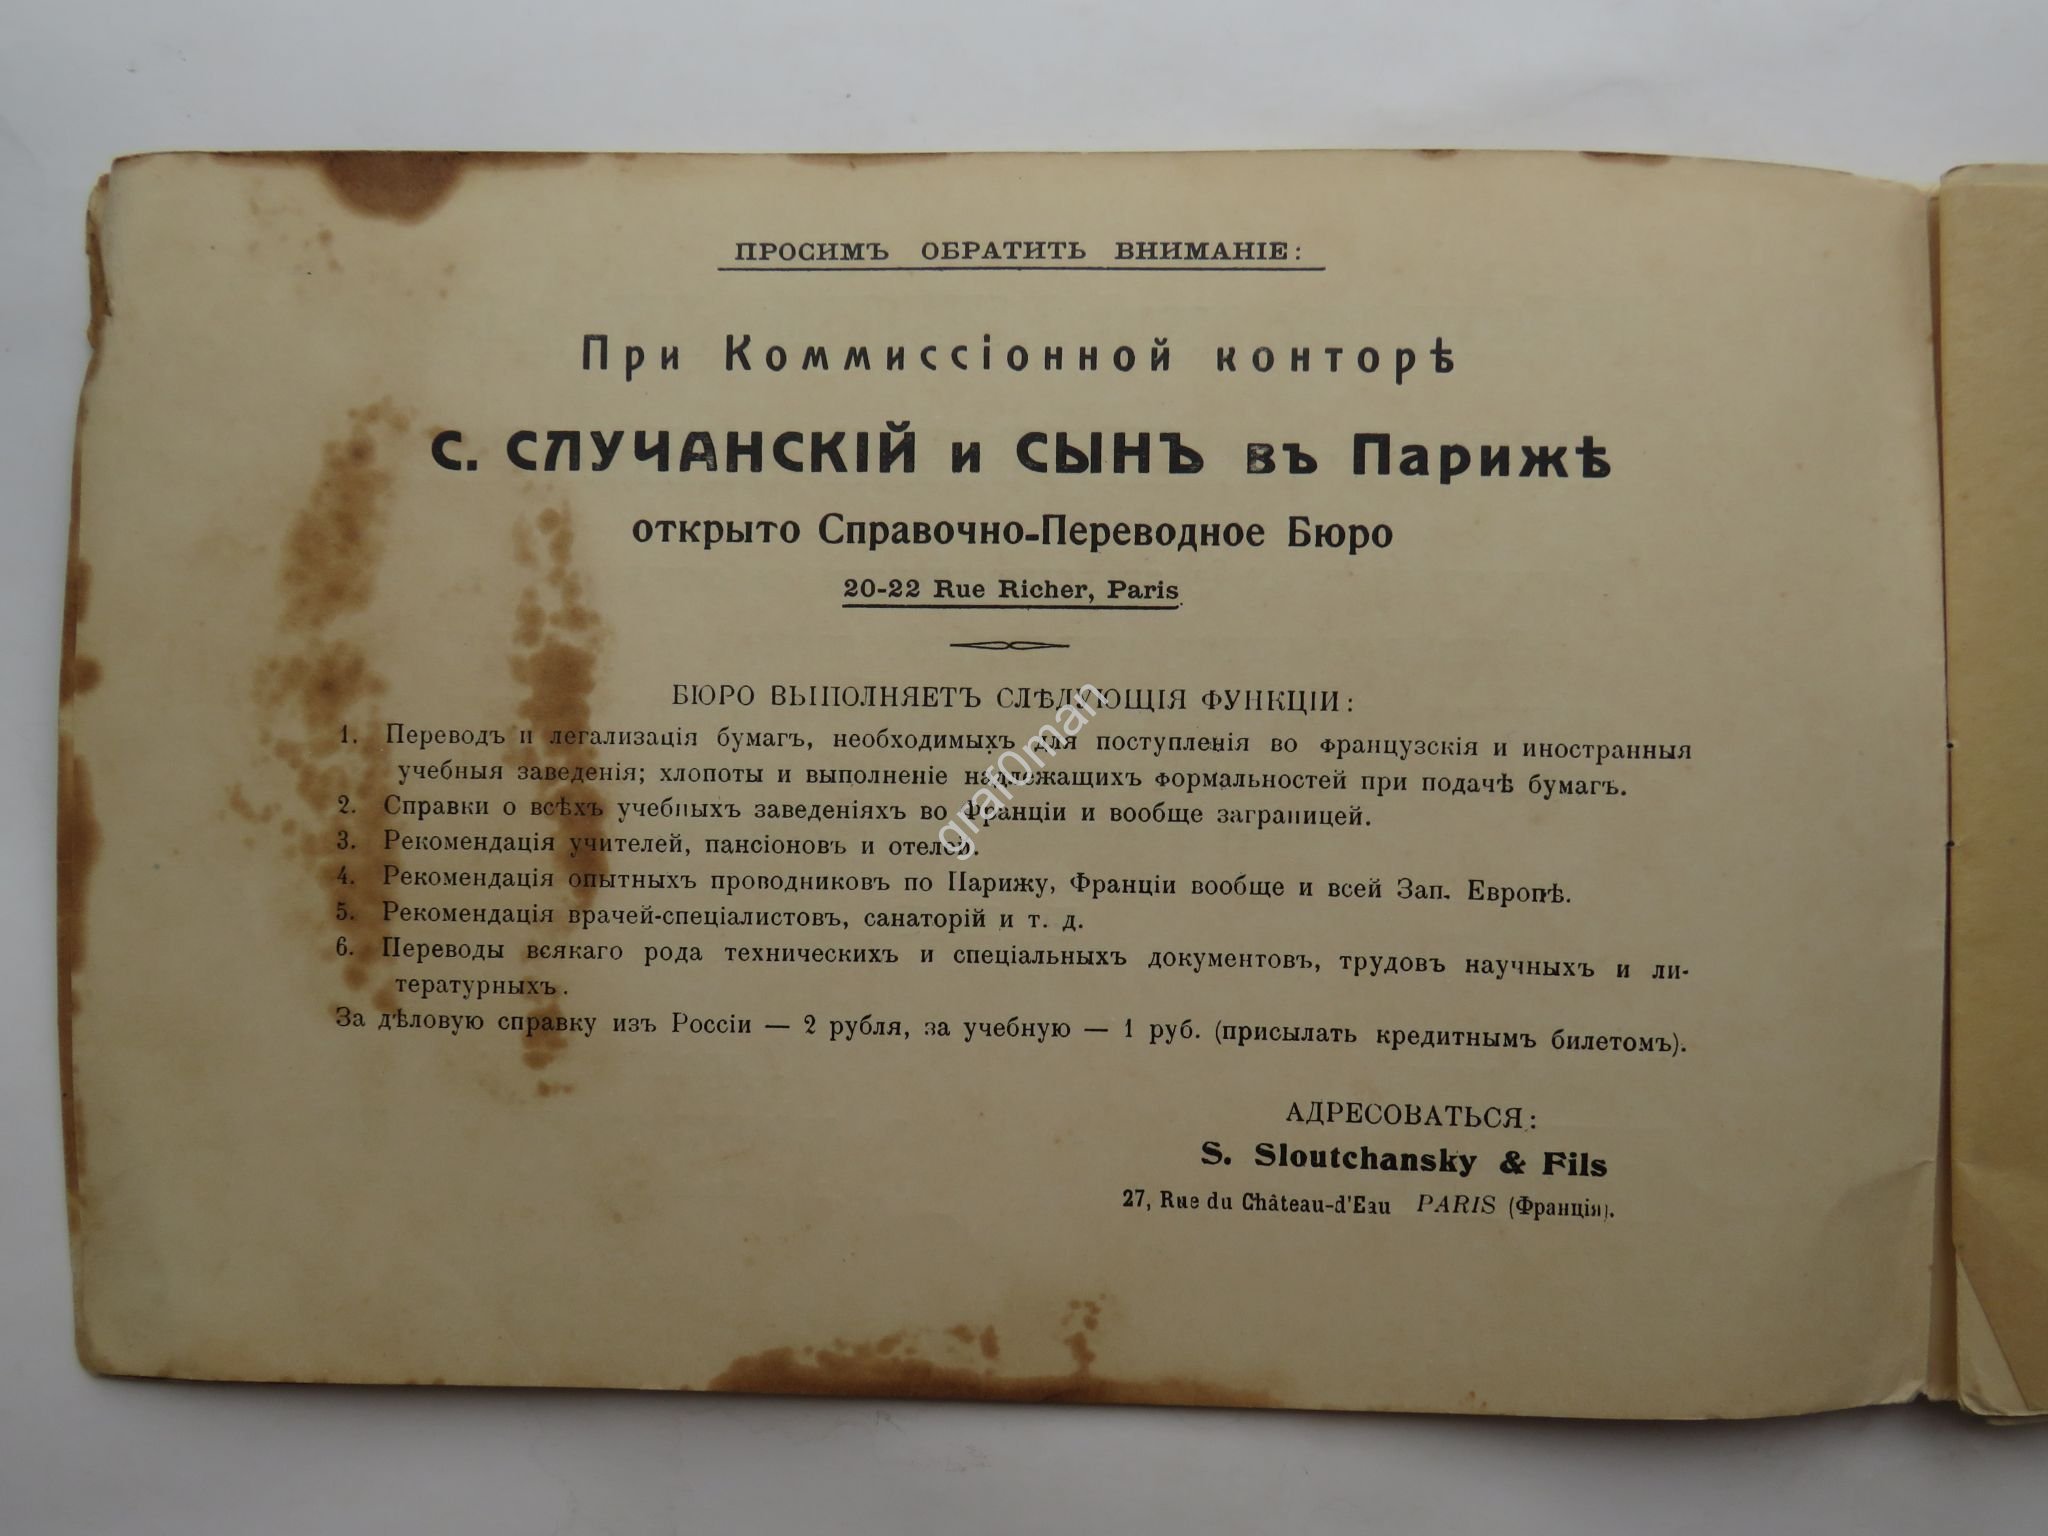 ПРОСИМЪ ОБРАТИТЬ ВНИМАНІЕ:
При Коммиссіонной конторѣ
С. СЛУЧАНСКІЙ и СЫНЪ въ Парижѣ
открыто Справочно-Переводное Бюро
20-22 Rue Richer, Paris
БЮРО ВЫПОЛНЯЕТЪ СЛѢДУЮЩІЯ ФУНКЦІИ:
1. Переводъ и легализація бумагъ, необходимыхъ для поступленія во французскія и иностранныя
учебныя заведенія; хлопоты и выполненіе надлежащихъ формальностей при подачѣ бумагъ.
2. Справки о всѣхъ учебныхъ заведеніяхъ во Франціи и вообще заграницей.
3. Рекомендація учителей, пансіоновъ и отелей.
4. Рекомендація опытныхъ проводниковъ по Парижу, Франціи вообще и всей Зап. Европѣ.
5. Рекомендація врачей-спеціалистовъ, санаторій и т. д.
6. Переводы всякаго рода техническихъ и спеціальныхъ документовъ, трудовъ научныхъ и ли-
тературныхъ.
За дѣловую справку изъ Россіи — 2 рубля, за учебную — 1 руб. (присылать кредитнымъ билетомъ).
АДРЕСОВАТЬСЯ:
S. Sloutchansky & Fils
27, Rue du Château-d'Eau PARIS (Франція).
graf0man